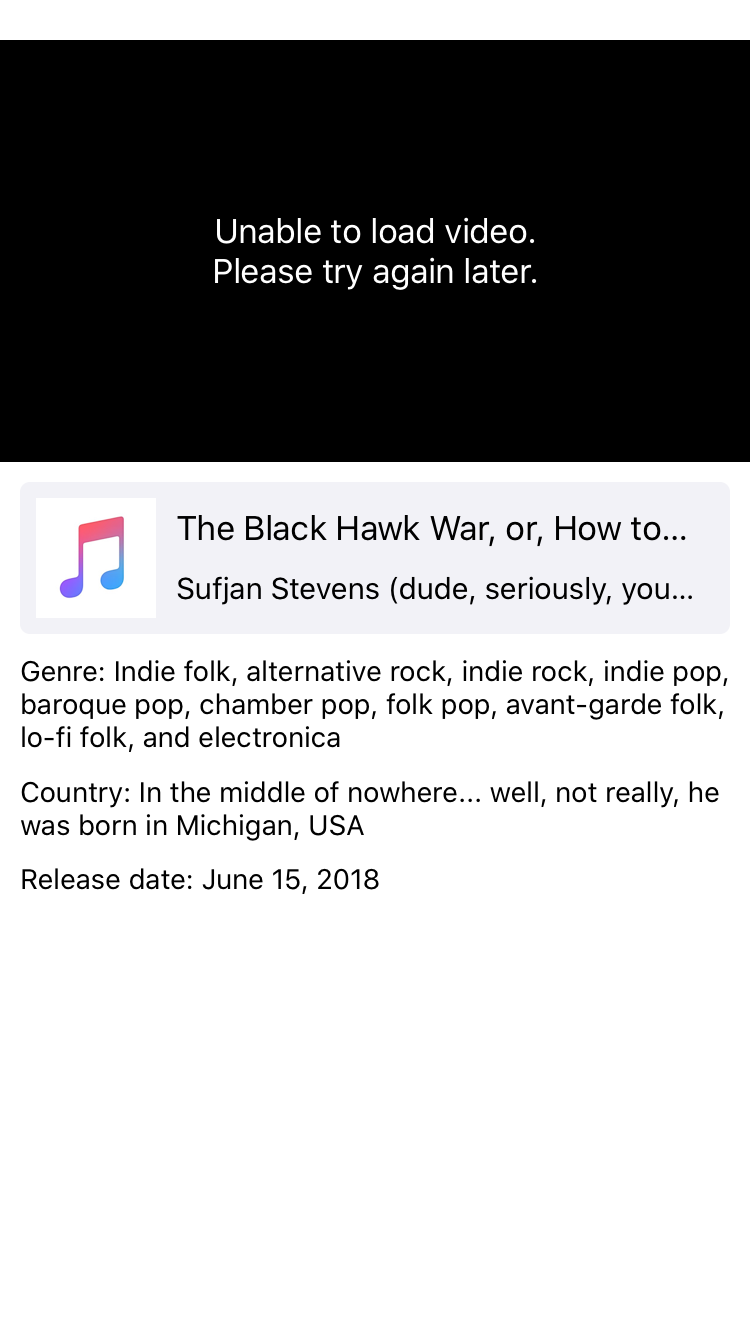 Unable to load video.
Please try again later.
The Black Hawk War, or, How to...
Sufjan Stevens (dude, seriously, you...
Genre: Indie folk, alternative rock, indie rock, indie pop,
baroque pop, chamber pop, folk pop, avant-garde folk,
lo-fi folk, and electronica
Country: In the middle of nowhere... well, not really, he
was born in Michigan, USA
Release date: June 15, 2018